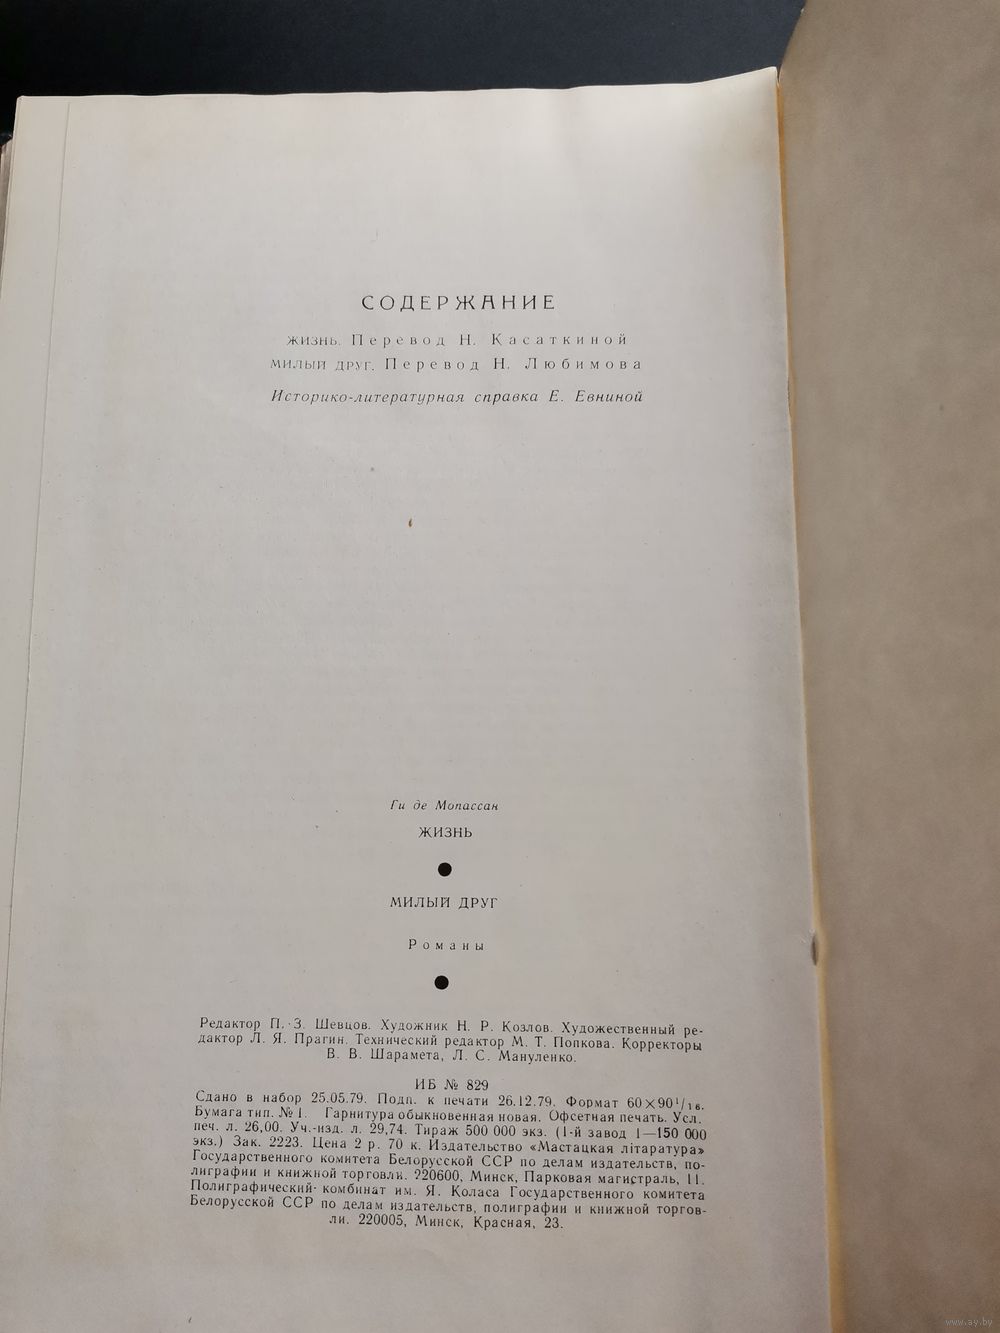 СОДЕРЖАНИЕ
ЖИЗНЬ. Перевод Н. Касаткиной
МИЛЫЙ ДРУГ. Перевод Н. Любимова
Историко-литературная справка Е. Евниной
Ги де Мопассан
ЖИЗНЬ
МИЛЫЙ ДРУГ
Романы
Редактор П. З. Шевцов. Художник Н. Р. Козлов. Художественный ре-
дактор Л. Я. Прагин. Технический редактор М. Т. Попкова. Корректоры
В. В. Шарамета, Л. С. Мануленко.
ИБ № 829
Сдано в набор 25.05.79. Подп. к печати 26.12.79. Формат 60×90¹/₁₆.
Бумага тип. № 1. Гарнитура обыкновенная новая. Офсетная печать. Усл.
печ. л. 26,00. Уч.-изд. л. 29,74. Тираж 500 000 экз. (1-й завод 1—150 000
экз.) Зак. 2223. Цена 2 р. 70 к. Издательство «Мастацкая літаратура»
Государственного комитета Белорусской ССР по делам издательств, по-
лиграфии и книжной торговли. 220600, Минск, Парковая магистраль, 11.
Полиграфический комбинат им. Я. Коласа Государственного комитета
Белорусской ССР по делам издательств, полиграфии и книжной торгов-
ли. 220005, Минск, Красная, 23.
www.ay.by